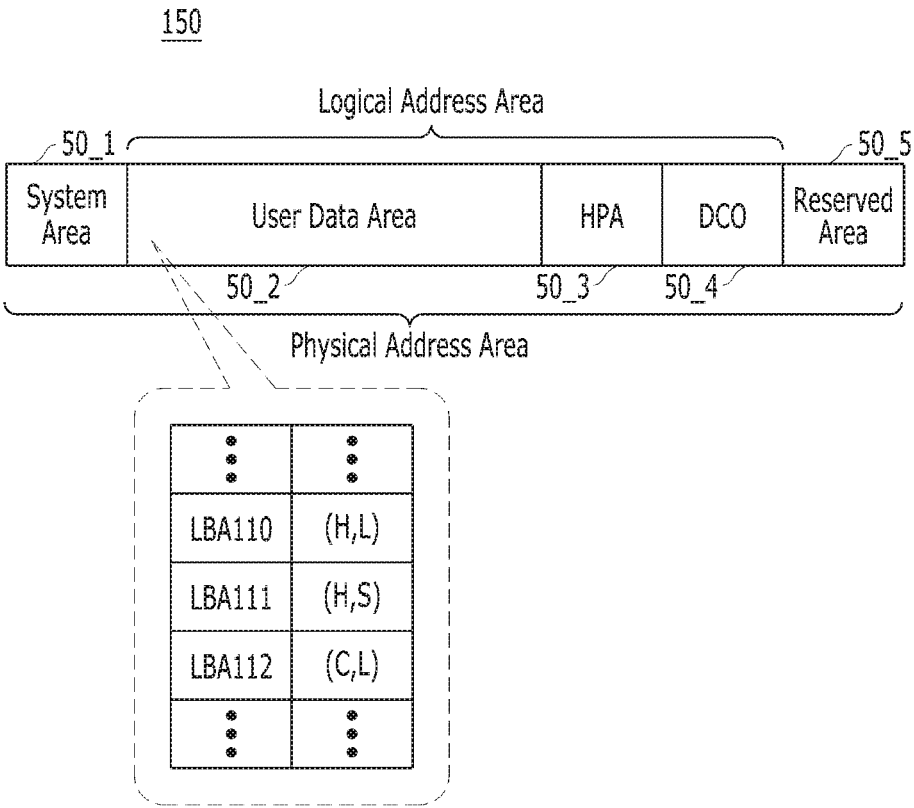 150
Logical Address Area
50_1
50_5
System
Area
User Data Area
HPA
DCO
Reserved
Area
50_2
50_3
50_4
Physical Address Area
LBA110 (H,L)
LBA111 (H,S)
LBA112 (C,L)